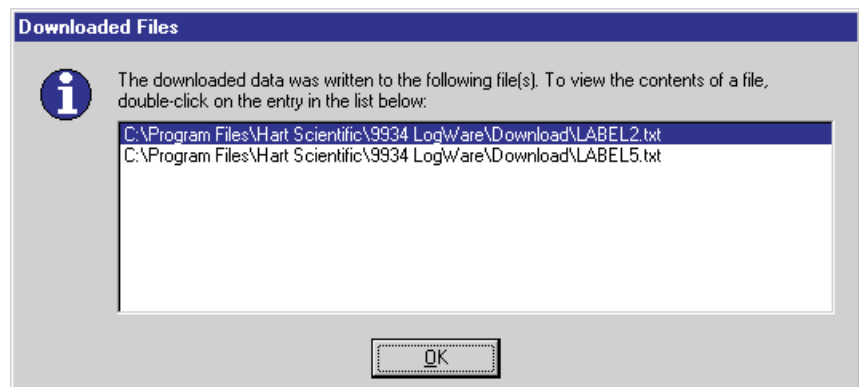 Downloaded Files
The downloaded data was written to the following file(s). To view the contents of a file,
double-click on the entry in the list below:
C:\Program Files\Hart Scientific\9934 LogWare\Download\LABEL2.txt
C:\Program Files\Hart Scientific\9934 LogWare\Download\LABEL5.txt
OK